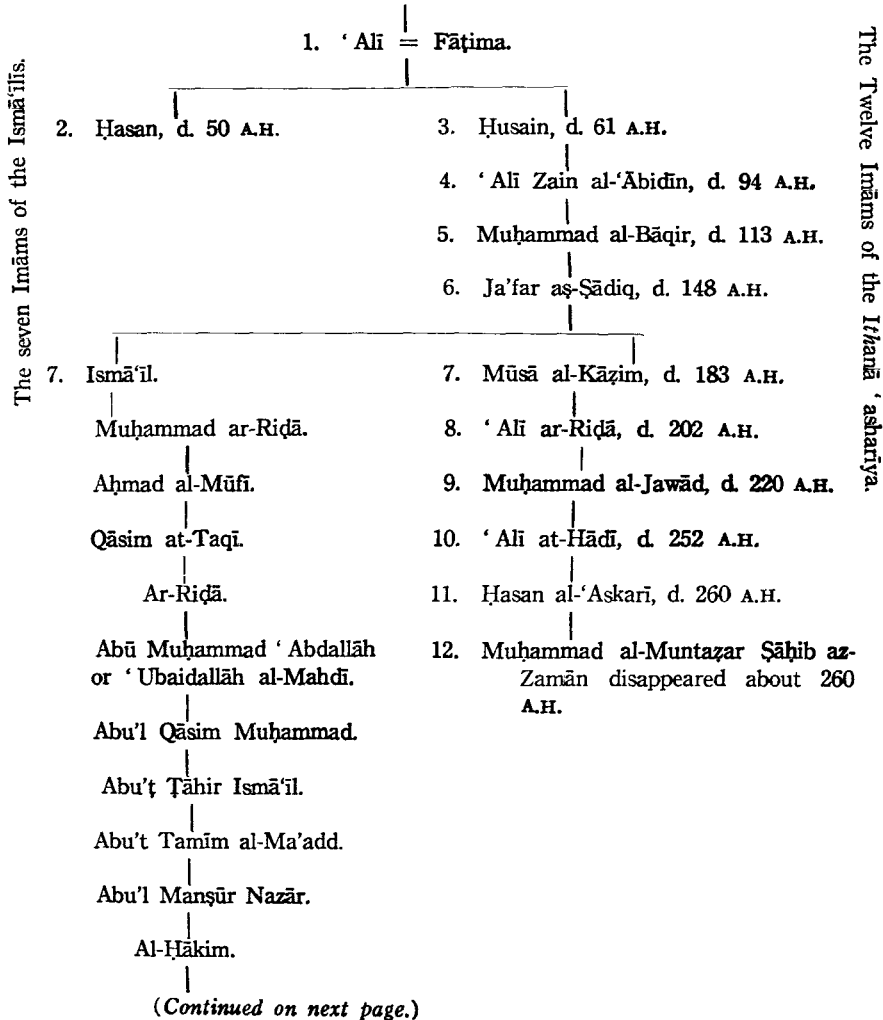 The seven Imāms of the Ismā‘īlīs.
The Twelve Imāms of the Ithanā ‘asharīya.
1. ‘Alī = Fāṭima.
2. Ḥasan, d. 50 A.H.
3. Ḥusain, d. 61 A.H.
4. ‘Alī Zain al-‘Ābidīn, d. 94 A.H.
5. Muḥammad al-Bāqir, d. 113 A.H.
6. Ja’far aṣ-Ṣādiq, d. 148 A.H.
7. Ismā‘īl.
Muḥammad ar-Riḍā.
Aḥmad al-Mūfī.
Qāsim at-Taqī.
Ar-Riḍā.
Abū Muḥammad ‘Abdallāh
or ‘Ubaidallāh al-Mahdī.
Abu’l Qāsim Muḥammad.
Abu’ṭ Ṭāhir Ismā‘īl.
Abu’t Tamīm al-Ma’add.
Abu’l Manṣūr Nazār.
Al-Ḥākim.
7. Mūsā al-Kāẓim, d. 183 A.H.
8. ‘Alī ar-Riḍā, d. 202 A.H.
9. Muḥammad al-Jawād, d. 220 A.H.
10. ‘Alī at-Hādī, d. 252 A.H.
11. Ḥasan al-‘Askarī, d. 260 A.H.
12. Muḥammad al-Muntaẓar Ṣāḥib az-
Zamān disappeared about 260
A.H.
(Continued on next page.)